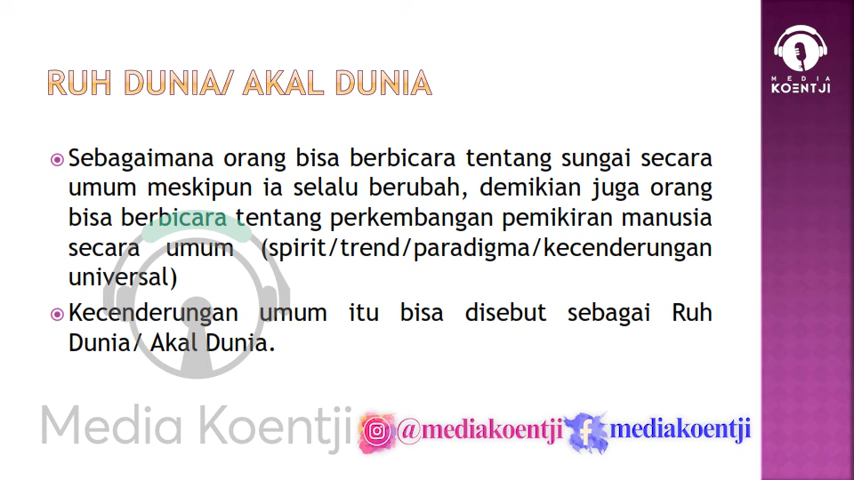 MEDIA
KOENTJI
RUH DUNIA/ AKAL DUNIA
Sebagaimana orang bisa berbicara tentang sungai secara
umum meskipun ia selalu berubah, demikian juga orang
bisa berbicara tentang perkembangan pemikiran manusia
secara umum (spirit/trend/paradigma/kecenderungan
universal)
Kecenderungan umum itu bisa disebut sebagai Ruh
Dunia/ Akal Dunia.
Media Koentji @mediakoentji mediakoentji